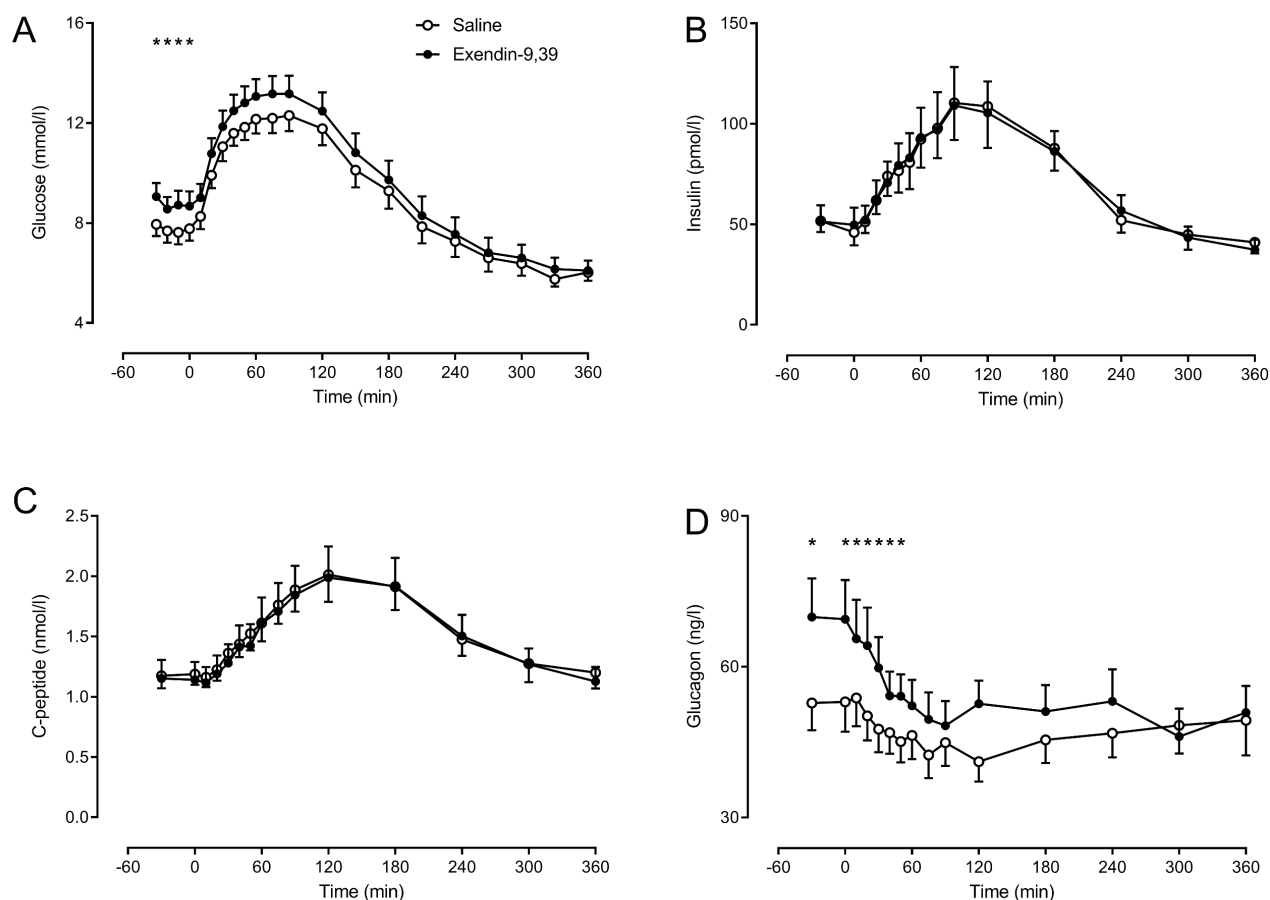 A
Glucose (mmol/l)
16
12
8
4
****
Saline
Exendin-9,39
-60 0 60 120 180 240 300 360
Time (min)
B
Insulin (pmol/l)
150
100
50
0
-60 0 60 120 180 240 300 360
Time (min)
C
C-peptide (nmol/l)
2.5
2.0
1.5
1.0
0.5
0.0
-60 0 60 120 180 240 300 360
Time (min)
D
Glucagon (ng/l)
90
60
30
* ******
-60 0 60 120 180 240 300 360
Time (min)